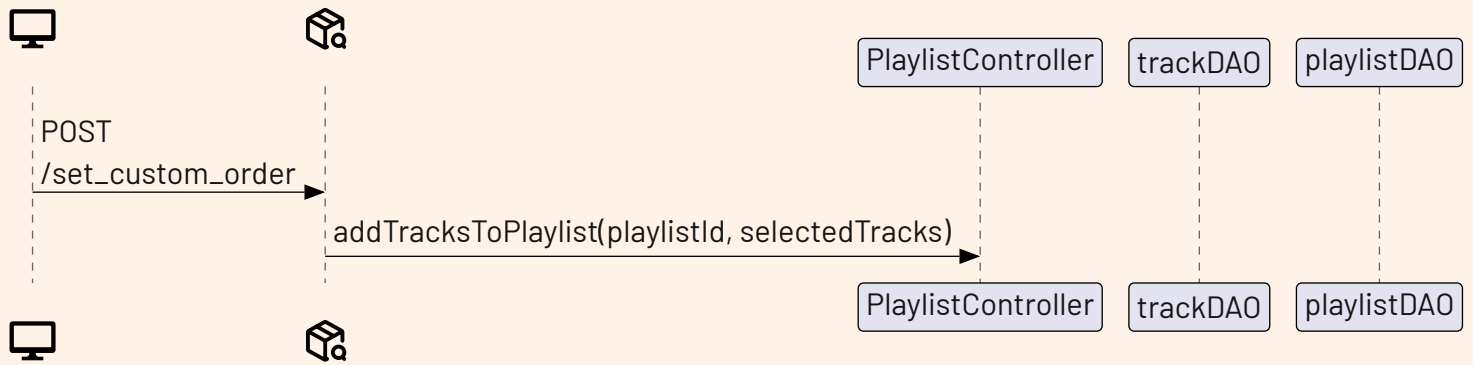 PlaylistController
trackDAO
playlistDAO
POST
/set_custom_order
addTracksToPlaylist(playlistId, selectedTracks)
PlaylistController
trackDAO
playlistDAO